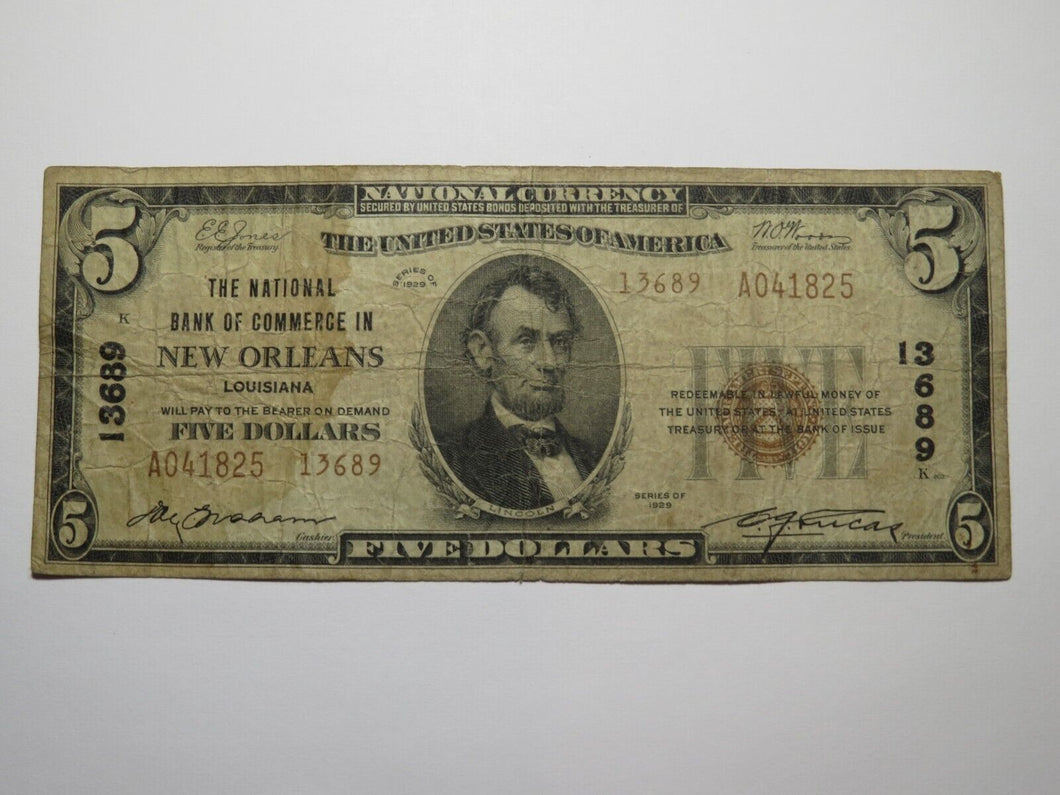 NATIONAL CURRENCY
SECURED BY UNITED STATES BONDS DEPOSITED WITH THE TREASURER OF
THE UNITED STATES OF AMERICA
5
5
E.E. Jones
Register of the Treasury.
W.O. Woods
Treasurer of the United States.
SERIES OF
1929
13689 A041825
THE NATIONAL
BANK OF COMMERCE IN
NEW ORLEANS
LOUISIANA
WILL PAY TO THE BEARER ON DEMAND
FIVE DOLLARS
A041825 13689
K
13689
FIVE
REDEEMABLE IN LAWFUL MONEY OF
THE UNITED STATES AT UNITED STATES
TREASURY OR AT THE BANK OF ISSUE
13689
K
SERIES OF
1929
LINCOLN
Cashier.
President.
5
FIVE DOLLARS
5